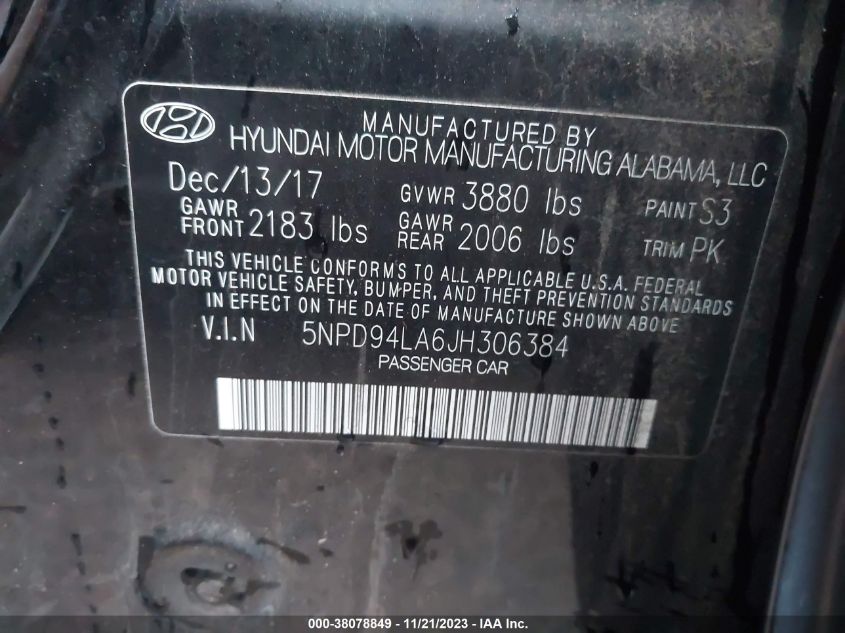 MANUFACTURED BY
HYUNDAI MOTOR MANUFACTURING ALABAMA, LLC
Dec/13/17 GVWR 3880 lbs PAINT S3
GAWR FRONT 2183 lbs GAWR REAR 2006 lbs TRIM PK
THIS VEHICLE CONFORMS TO ALL APPLICABLE U.S.A. FEDERAL
MOTOR VEHICLE SAFETY, BUMPER, AND THEFT PREVENTION STANDARDS
IN EFFECT ON THE DATE OF MANUFACTURE SHOWN ABOVE
V.I.N 5NPD94LA6JH306384
PASSENGER CAR
000-38078849 - 11/21/2023 - IAA Inc.